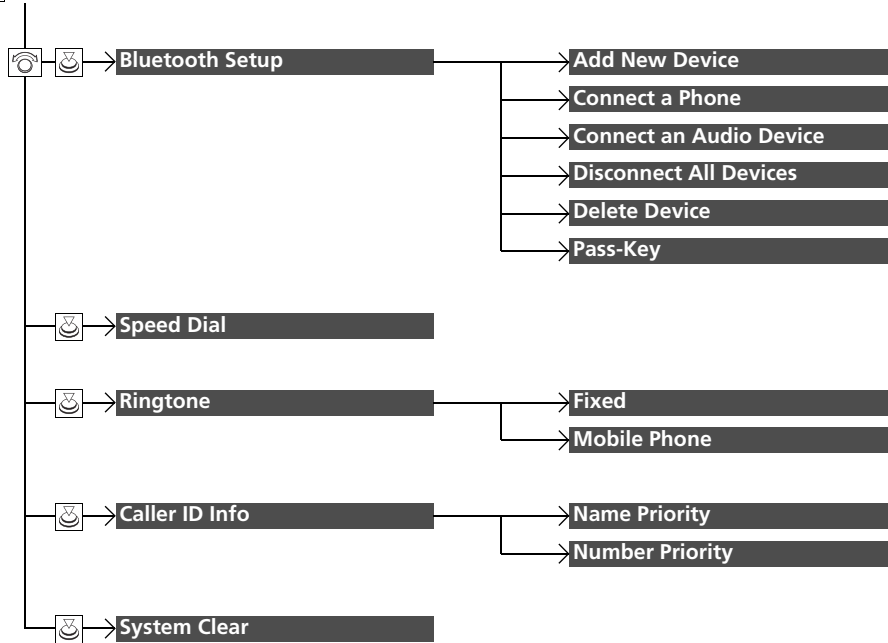 Bluetooth Setup
Add New Device
Connect a Phone
Connect an Audio Device
Disconnect All Devices
Delete Device
Pass-Key
Speed Dial
Ringtone
Fixed
Mobile Phone
Caller ID Info
Name Priority
Number Priority
System Clear